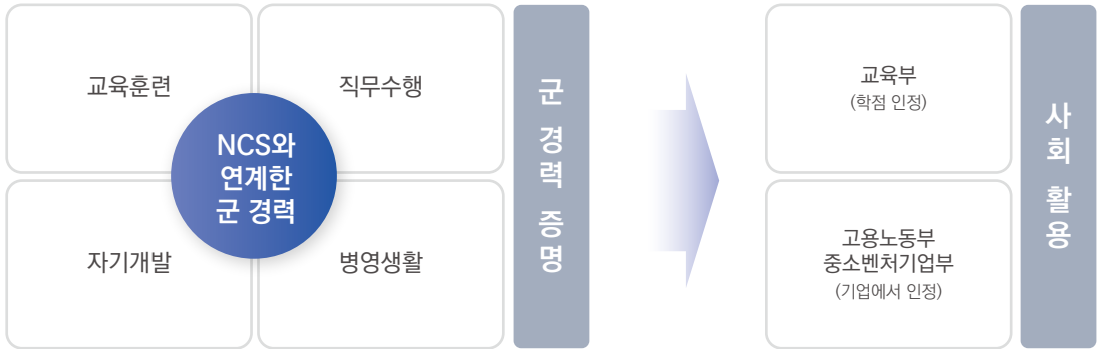 교육훈련
직무수행
NCS와
연계한
군 경력
자기개발
병영생활
군 경력 증명
교육부
(학점 인정)
고용노동부
중소벤처기업부
(기업에서 인정)
사회 활용